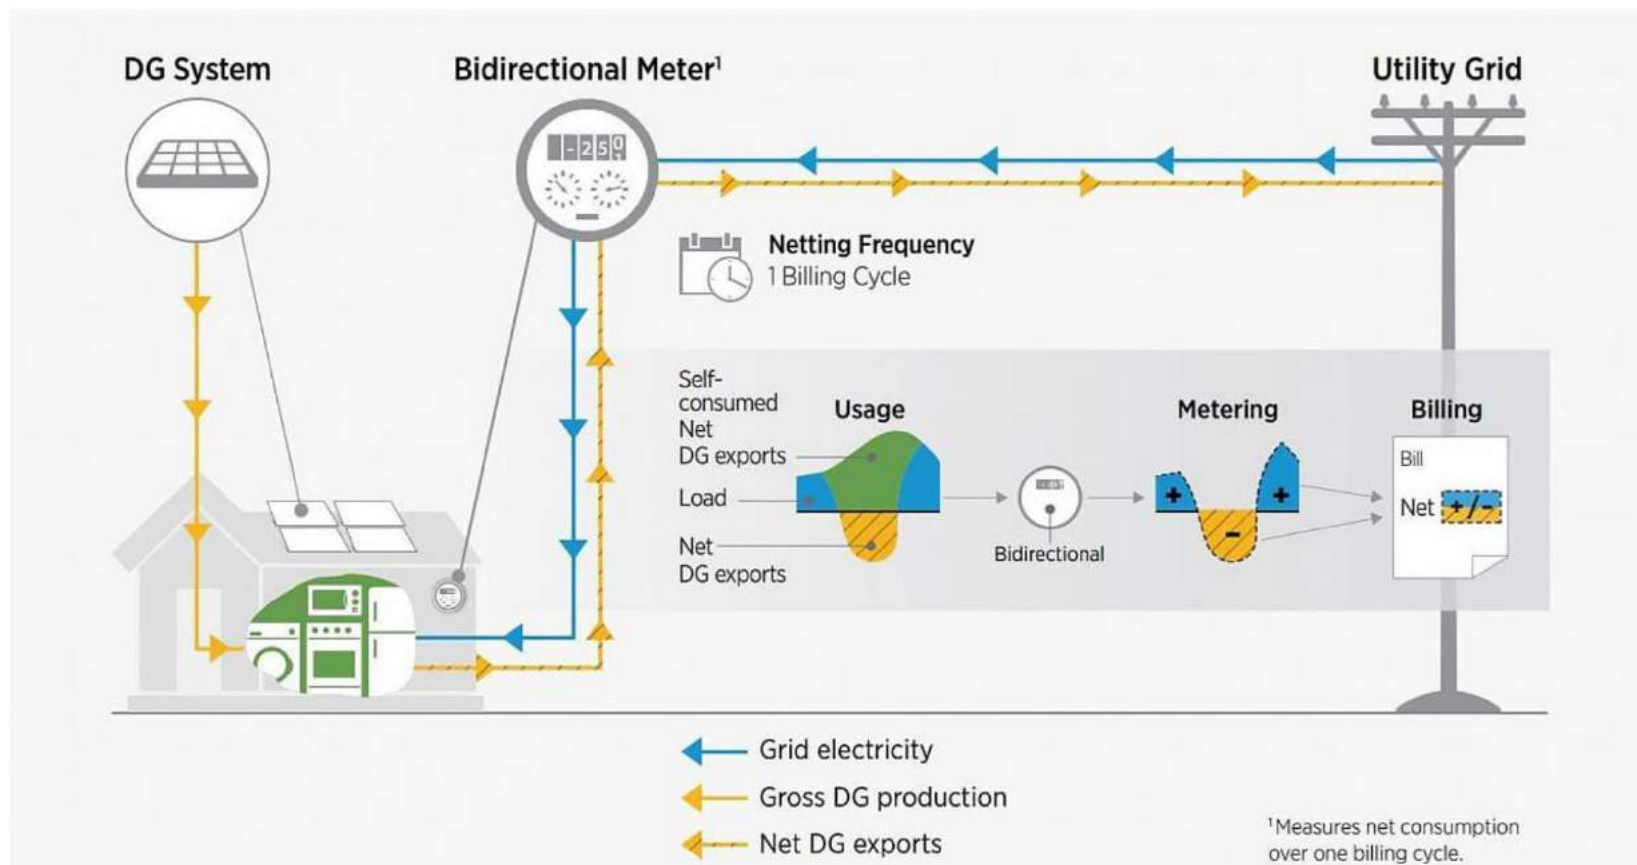 DG System
Bidirectional Meter¹
Utility Grid
-250
1
Netting Frequency
1 Billing Cycle
Self-
consumed
Net
DG exports
Load
Net
DG exports
Usage
Bidirectional
Metering
+
+
-
Billing
Bill
Net +/-
Grid electricity
Gross DG production
Net DG exports
¹Measures net consumption
over one billing cycle.